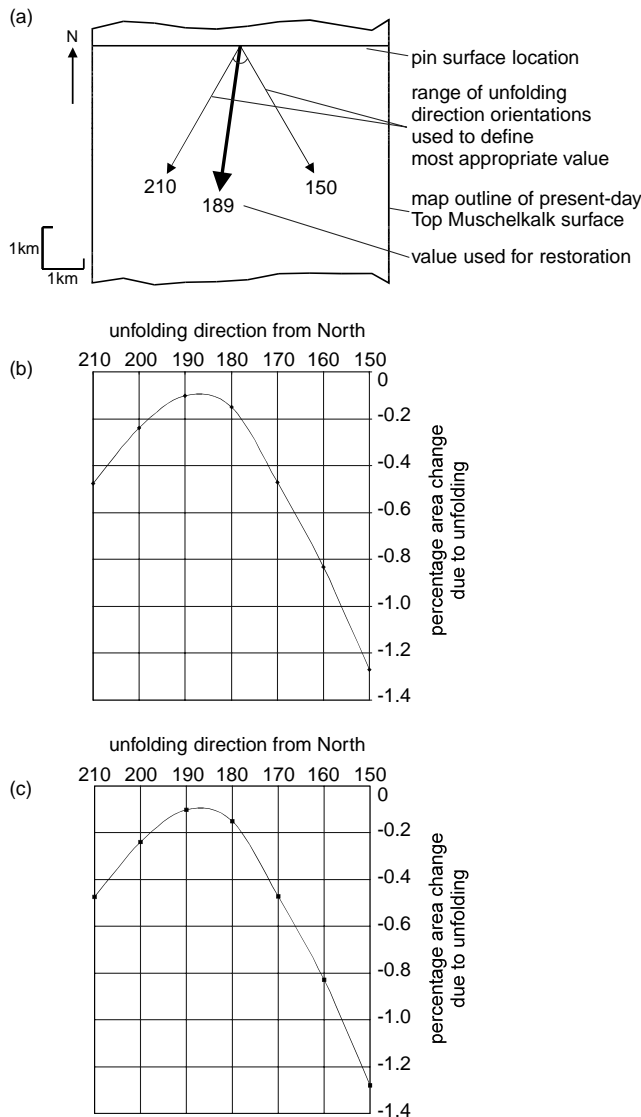 (a)
N
pin surface location
range of unfolding
direction orientations
used to define
most appropriate value
210
150
189
map outline of present-day
Top Muschelkalk surface
value used for restoration
1km
1km
unfolding direction from North
(b)
210 200 190 180 170 160 150
0
-0.2
-0.4
-0.6
-0.8
-1.0
-1.2
-1.4
percentage area change
due to unfolding
unfolding direction from North
(c)
210 200 190 180 170 160 150
0
-0.2
-0.4
-0.6
-0.8
-1.0
-1.2
-1.4
percentage area change
due to unfolding